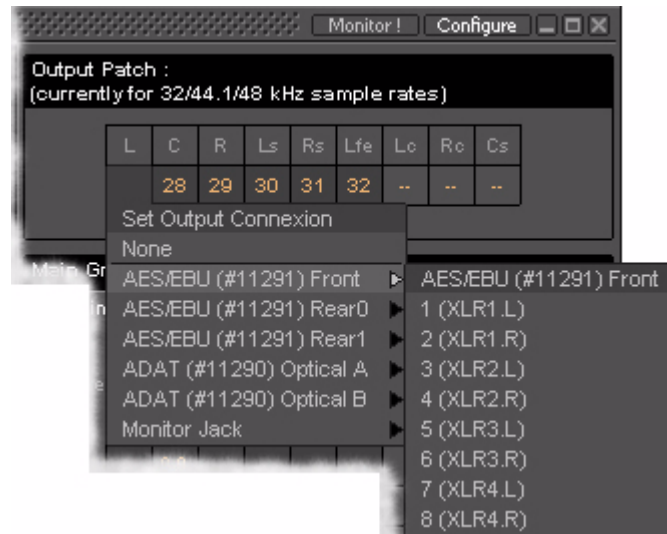 Monitor ! Configure
Output Patch :
(currently for 32/44.1/48 kHz sample rates)
L C R Ls Rs Lfe Lc Rc Cs
28 29 30 31 32 -- -- --
Set Output Connexion
None
Main Gr
AES/EBU (#11291) Front
AES/EBU (#11291) Rear0
AES/EBU (#11291) Rear1
ADAT (#11290) Optical A
ADAT (#11290) Optical B
Monitor Jack
AES/EBU (#11291) Front
1 (XLR1.L)
2 (XLR1.R)
3 (XLR2.L)
4 (XLR2.R)
5 (XLR3.L)
6 (XLR3.R)
7 (XLR4.L)
8 (XLR4.R)